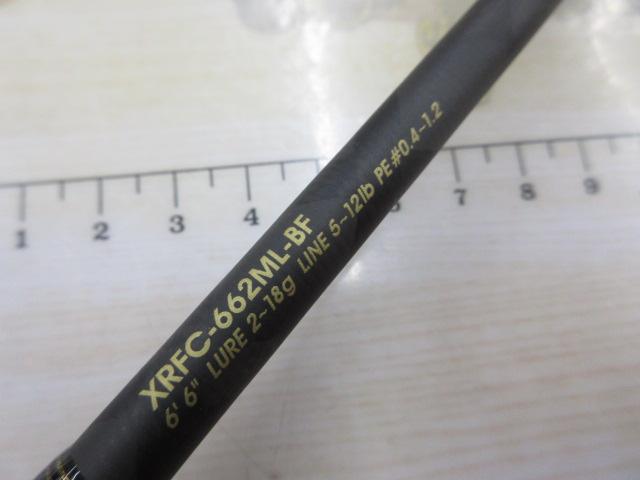 XRFC-662ML-BF
6' 6" LURE 2~18g LINE 5~12lb PE#0.4~1.2
1 2 3 4 6 7 8 9